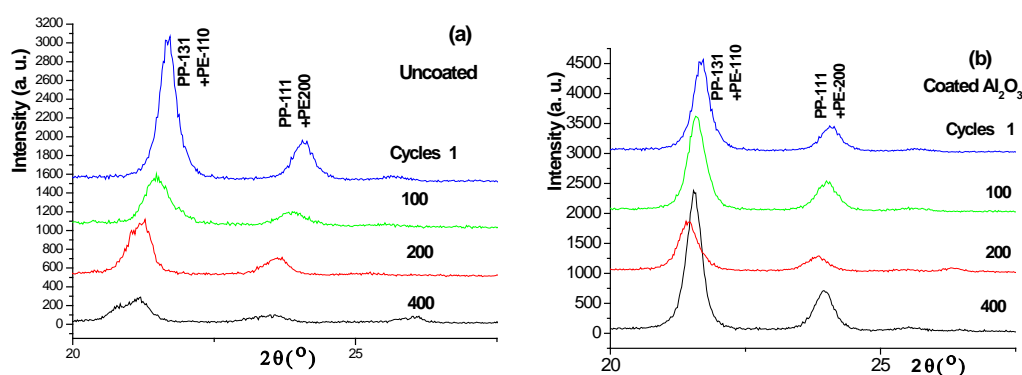 (a)
Uncoated
PP-131
+PE-110
PP-111
+PE200
Cycles 1
100
200
400
Intensity (a. u.)
3200
3000
2800
2600
2400
2200
2000
1800
1600
1400
1200
1000
800
600
400
200
0
20
25
2θ(O)
(b)
Coated Al2O3
PP-131
+PE-110
PP-111
+PE-200
Cycles 1
100
200
400
Intensity (a. u.)
4500
4000
3500
3000
2500
2000
1500
1000
500
0
20
25
2θ(O)